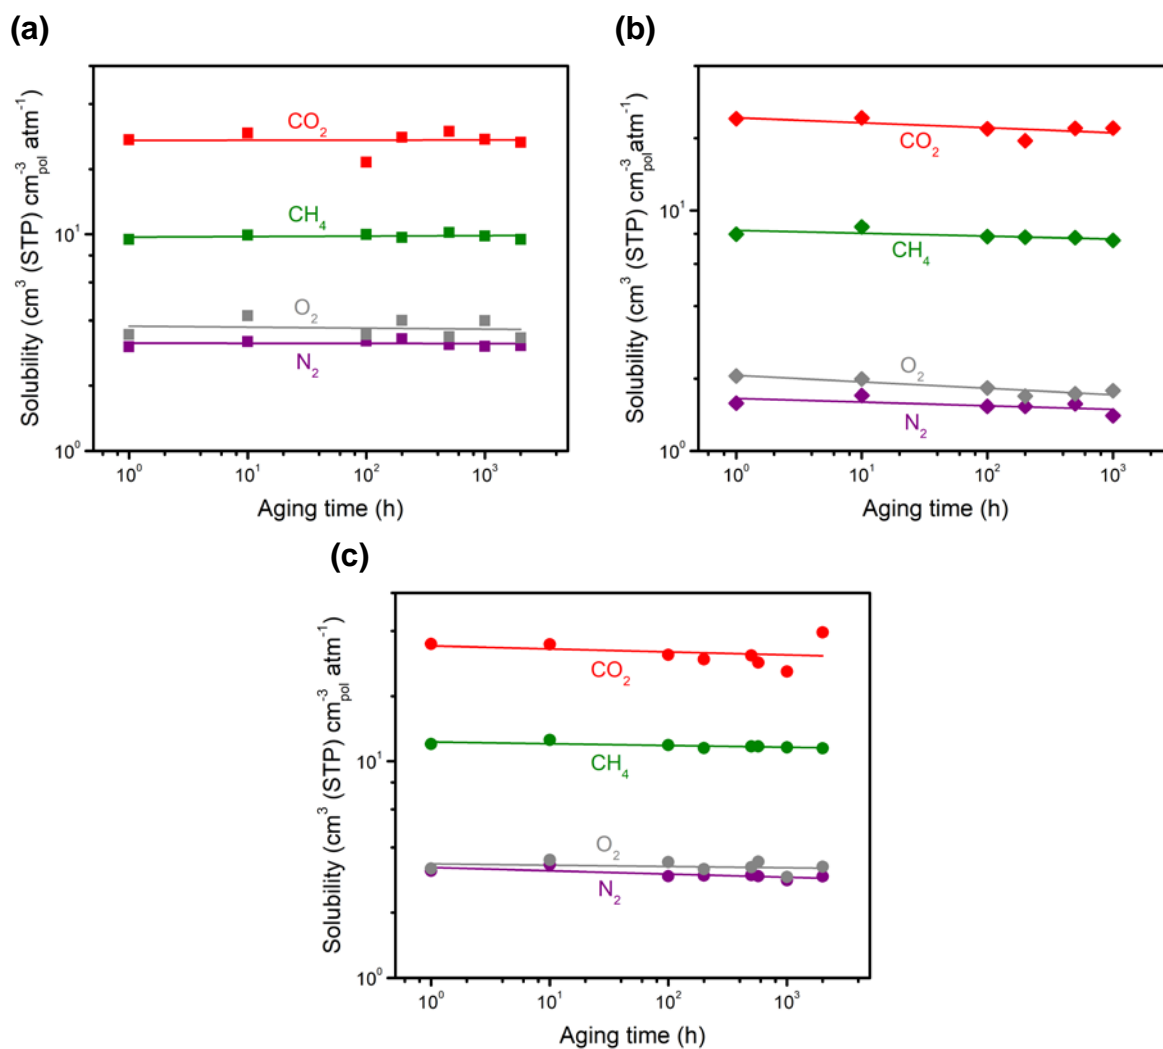 (a)
Solubility (cm³ (STP) cm⁻³pol atm⁻¹)
10¹
10⁰
CO₂
CH₄
O₂
N₂
10⁰ 10¹ 10² 10³
Aging time (h)
(b)
Solubility (cm³ (STP) cm⁻³pol atm⁻¹)
10¹
10⁰
CO₂
CH₄
O₂
N₂
10⁰ 10¹ 10² 10³
Aging time (h)
(c)
Solubility (cm³ (STP) cm⁻³pol atm⁻¹)
10¹
10⁰
CO₂
CH₄
O₂
N₂
10⁰ 10¹ 10² 10³
Aging time (h)